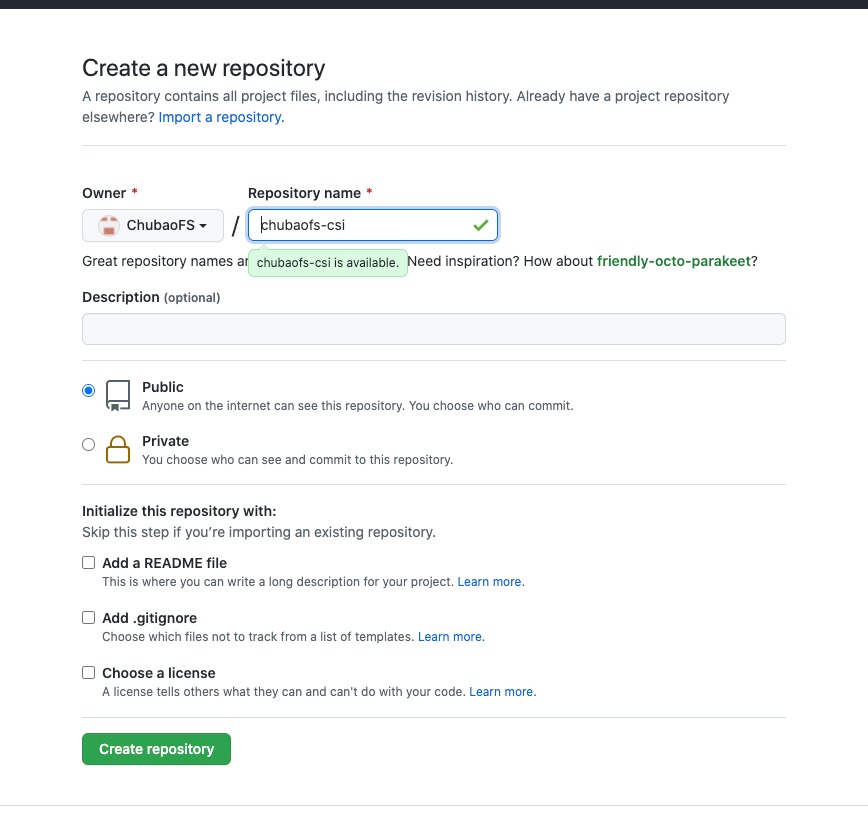 Create a new repository
A repository contains all project files, including the revision history. Already have a project repository
elsewhere? Import a repository.
Owner * Repository name *
ChubaoFS / chubaofs-csi
Great repository names ar Need inspiration? How about friendly-octo-parakeet?
chubaofs-csi is available.
Description (optional)
Public
Anyone on the internet can see this repository. You choose who can commit.
Private
You choose who can see and commit to this repository.
Initialize this repository with:
Skip this step if you’re importing an existing repository.
Add a README file
This is where you can write a long description for your project. Learn more.
Add .gitignore
Choose which files not to track from a list of templates. Learn more.
Choose a license
A license tells others what they can and can't do with your code. Learn more.
Create repository